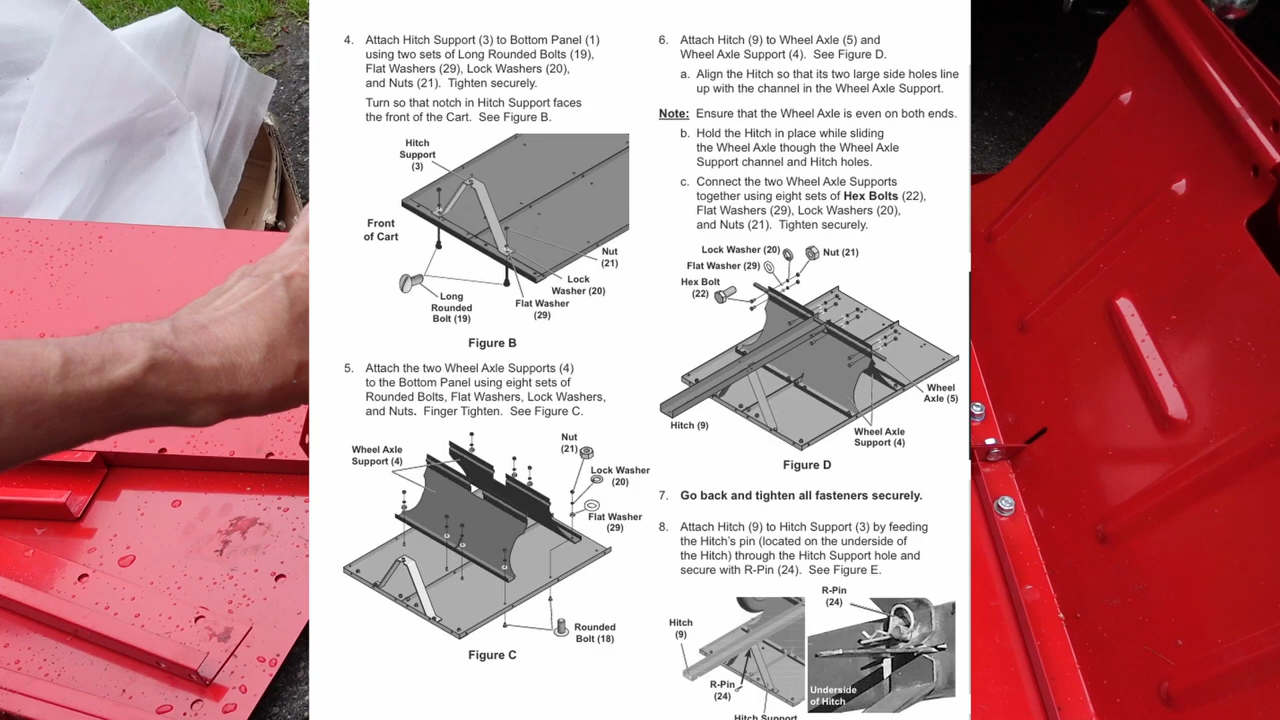 4. Attach Hitch Support (3) to Bottom Panel (1)
using two sets of Long Rounded Bolts (19),
Flat Washers (29), Lock Washers (20),
and Nuts (21). Tighten securely.
Turn so that notch in Hitch Support faces
the front of the Cart. See Figure B.
Hitch
Support
(3)
Front
of Cart
Nut
(21)
Lock
Washer (20)
Flat Washer
(29)
Long
Rounded
Bolt (19)
Figure B
5. Attach the two Wheel Axle Supports (4)
to the Bottom Panel using eight sets of
Rounded Bolts, Flat Washers, Lock Washers,
and Nuts. Finger Tighten. See Figure C.
Wheel Axle
Support (4)
Nut
(21)
Lock Washer
(20)
Flat Washer
(29)
Rounded
Bolt (18)
Figure C
6. Attach Hitch (9) to Wheel Axle (5) and
Wheel Axle Support (4). See Figure D.
a. Align the Hitch so that its two large side holes line
up with the channel in the Wheel Axle Support.
Note: Ensure that the Wheel Axle is even on both ends.
b. Hold the Hitch in place while sliding
the Wheel Axle though the Wheel Axle
Support channel and Hitch holes.
c. Connect the two Wheel Axle Supports
together using eight sets of Hex Bolts (22),
Flat Washers (29), Lock Washers (20),
and Nuts (21). Tighten securely.
Lock Washer (20)
Nut (21)
Flat Washer (29)
Hex Bolt
(22)
Wheel
Axle (5)
Hitch (9)
Wheel Axle
Support (4)
Figure D
7. Go back and tighten all fasteners securely.
8. Attach Hitch (9) to Hitch Support (3) by feeding
the Hitch's pin (located on the underside of
the Hitch) through the Hitch Support hole and
secure with R-Pin (24). See Figure E.
R-Pin
(24)
Hitch
(9)
R-Pin
(24)
Underside
of Hitch
Hitch Support